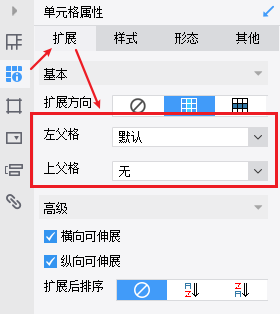 单元格属性
扩展 样式 形态 其他
基本
扩展方向
左父格 默认
上父格 无
高级
横向可伸展
纵向可伸展
扩展后排序